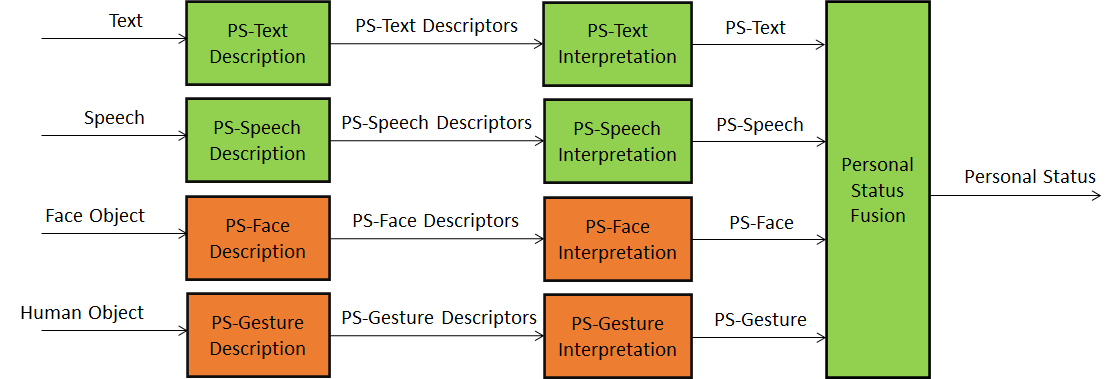 Text
PS-Text
Description
PS-Text Descriptors
PS-Text
Interpretation
PS-Text
Speech
PS-Speech
Description
PS-Speech Descriptors
PS-Speech
Interpretation
PS-Speech
Face Object
PS-Face
Description
PS-Face Descriptors
PS-Face
Interpretation
PS-Face
Human Object
PS-Gesture
Description
PS-Gesture Descriptors
PS-Gesture
Interpretation
PS-Gesture
Personal
Status
Fusion
Personal Status